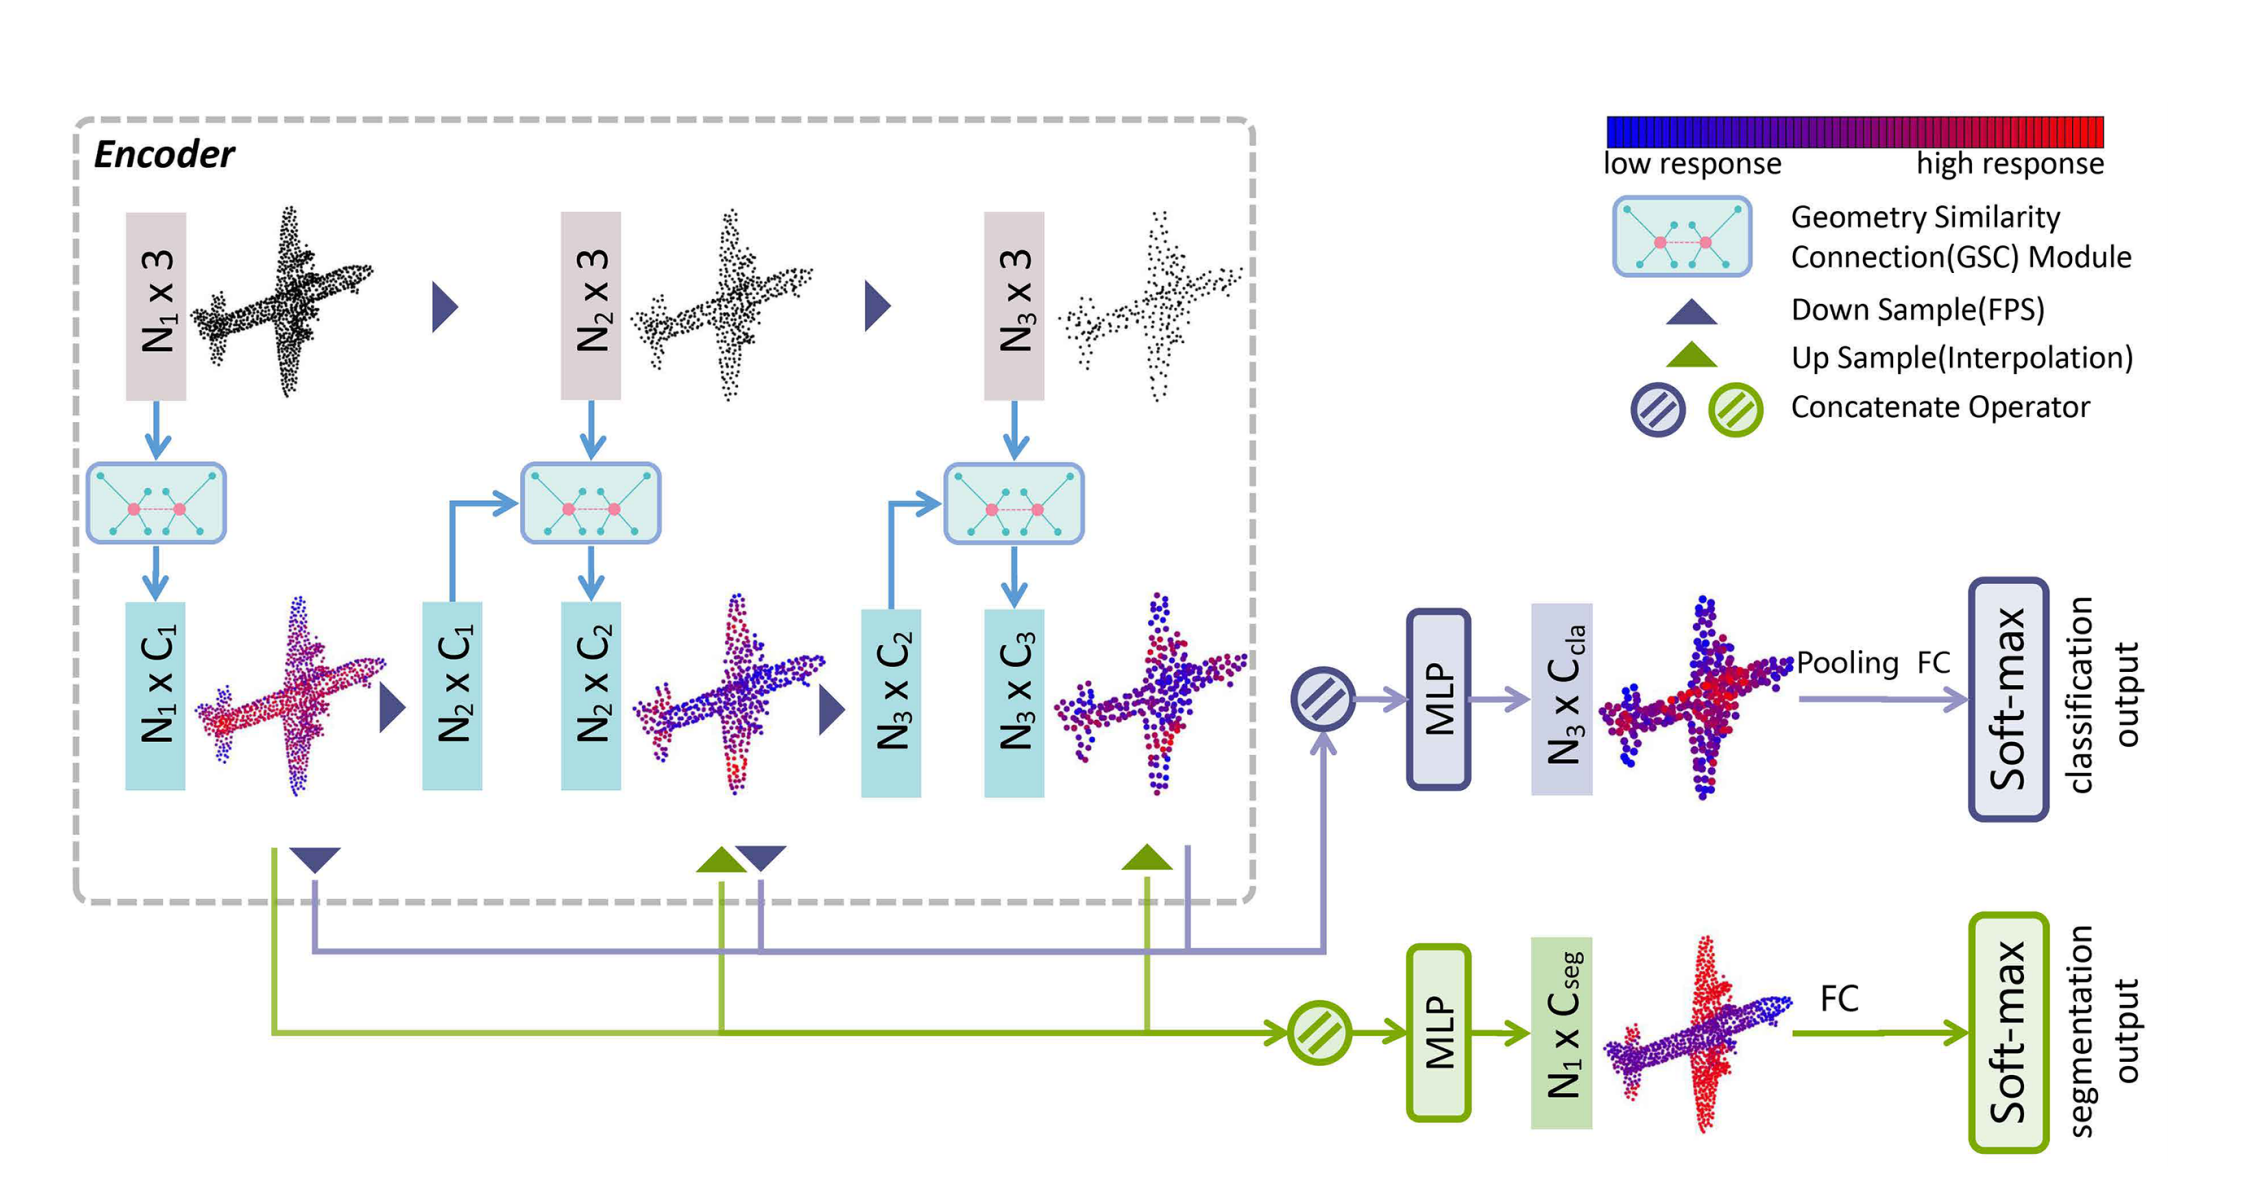 Encoder
N₁ x 3
N₂ x 3
N₃ x 3
N₁ x C₁
N₂ x C₁
N₂ x C₂
N₃ x C₂
N₃ x C₃
low response
high response
Geometry Similarity
Connection(GSC) Module
Down Sample(FPS)
Up Sample(Interpolation)
Concatenate Operator
MLP
N₃ x Ccla
Pooling FC
Soft-max
classification
output
MLP
N₁ x Cseg
FC
Soft-max
segmentation
output